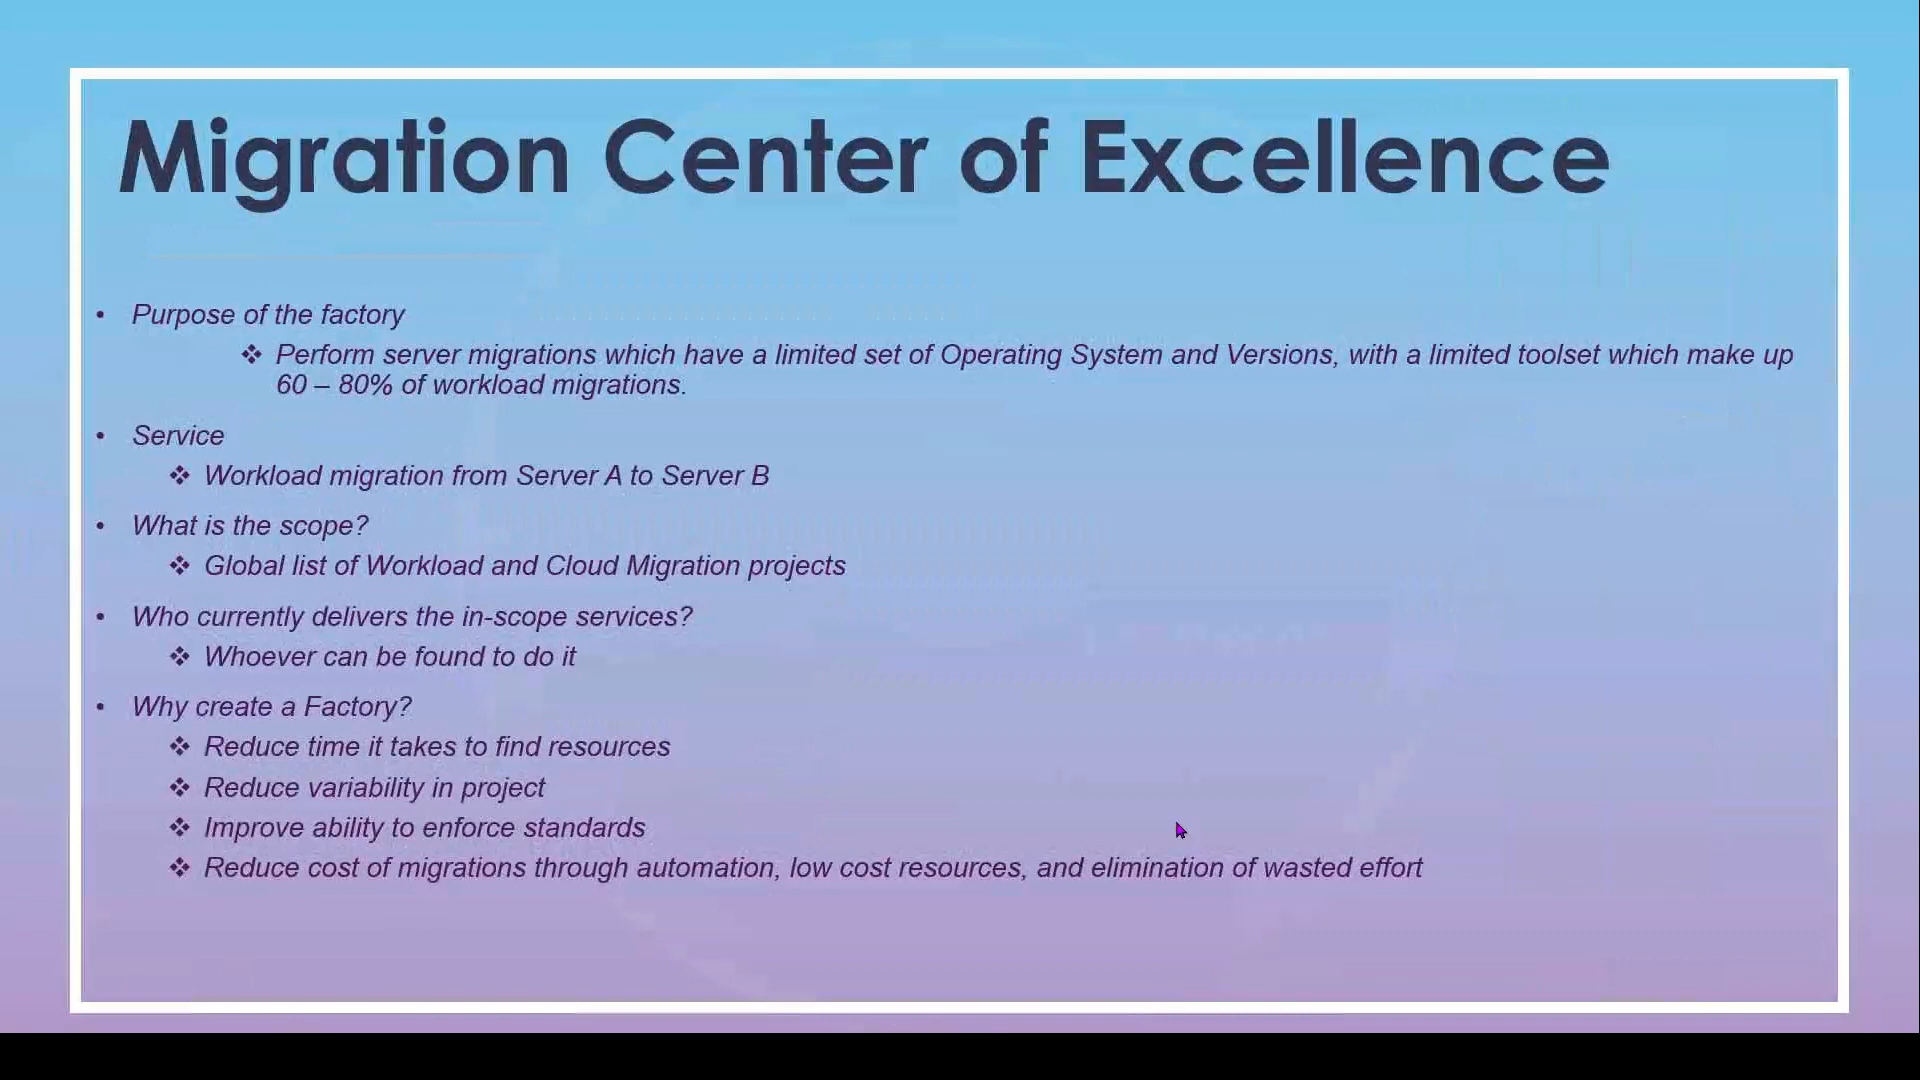 Migration Center of Excellence
• Purpose of the factory
❖ Perform server migrations which have a limited set of Operating System and Versions, with a limited toolset which make up
60 – 80% of workload migrations.
• Service
❖ Workload migration from Server A to Server B
• What is the scope?
❖ Global list of Workload and Cloud Migration projects
• Who currently delivers the in-scope services?
❖ Whoever can be found to do it
• Why create a Factory?
❖ Reduce time it takes to find resources
❖ Reduce variability in project
❖ Improve ability to enforce standards
❖ Reduce cost of migrations through automation, low cost resources, and elimination of wasted effort